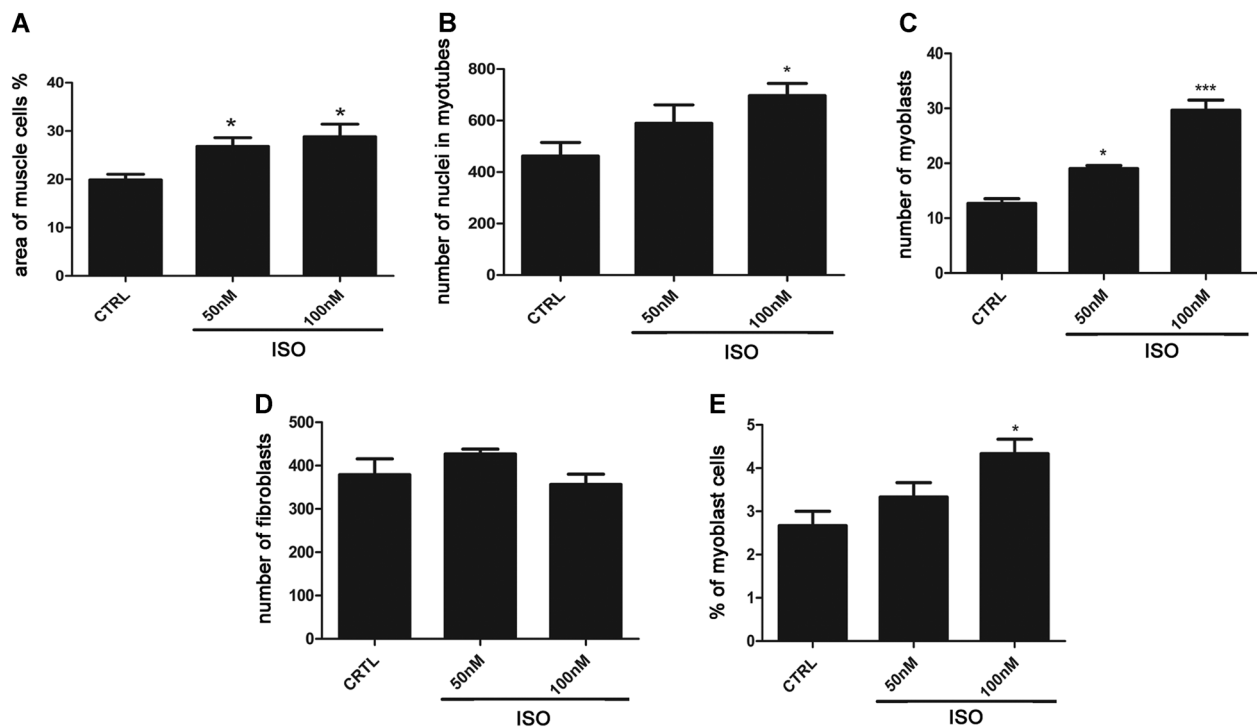 A
area of muscle cells %
40
30
20
10
0
*
*
CTRL
50nM
100nM
ISO
B
number of nuclei in myotubes
800
600
400
200
0
*
CTRL
50nM
100nM
ISO
C
number of myoblasts
40
30
20
10
0
*
***
CTRL
50nM
100nM
ISO
D
number of fibroblasts
500
400
300
200
100
0
CRTL
50nM
100nM
ISO
E
% of myoblast cells
5
4
3
2
1
0
*
CTRL
50nM
100nM
ISO